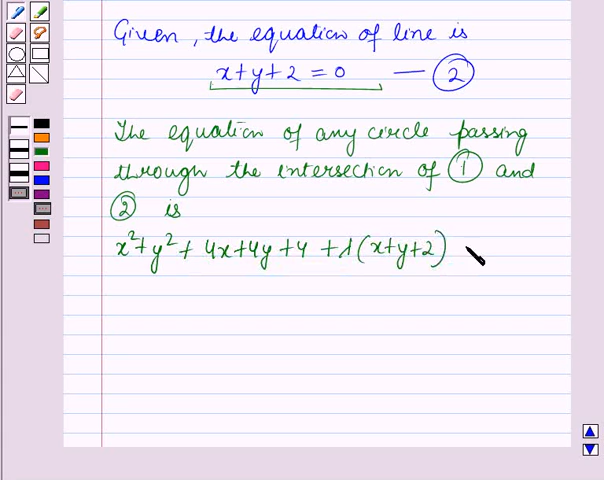 Given, the equation of line is
x+y+2 = 0 — ②
The equation of any circle passing
through the intersection of ① and
② is
x²+y²+4x+4y+4+λ(x+y+2)